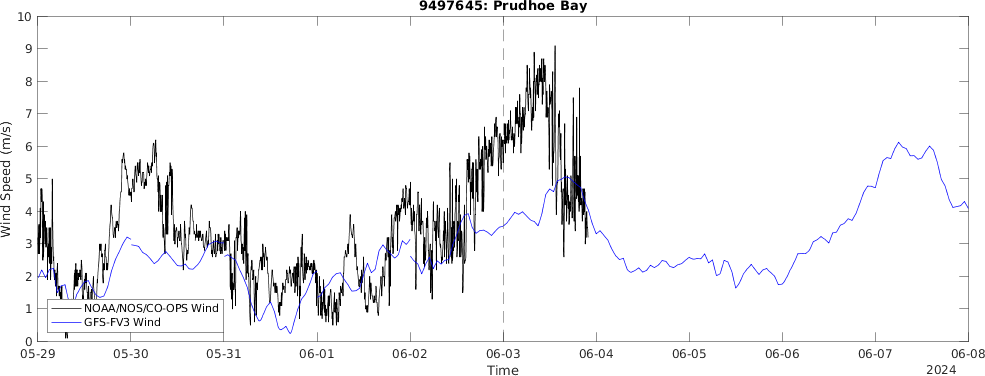 9497645: Prudhoe Bay
10
9
8
7
6
5
4
3
2
1
0
Wind Speed (m/s)
NOAA/NOS/CO-OPS Wind
GFS-FV3 Wind
05-29 05-30 05-31 06-01 06-02 06-03 06-04 06-05 06-06 06-07 06-08
Time
2024